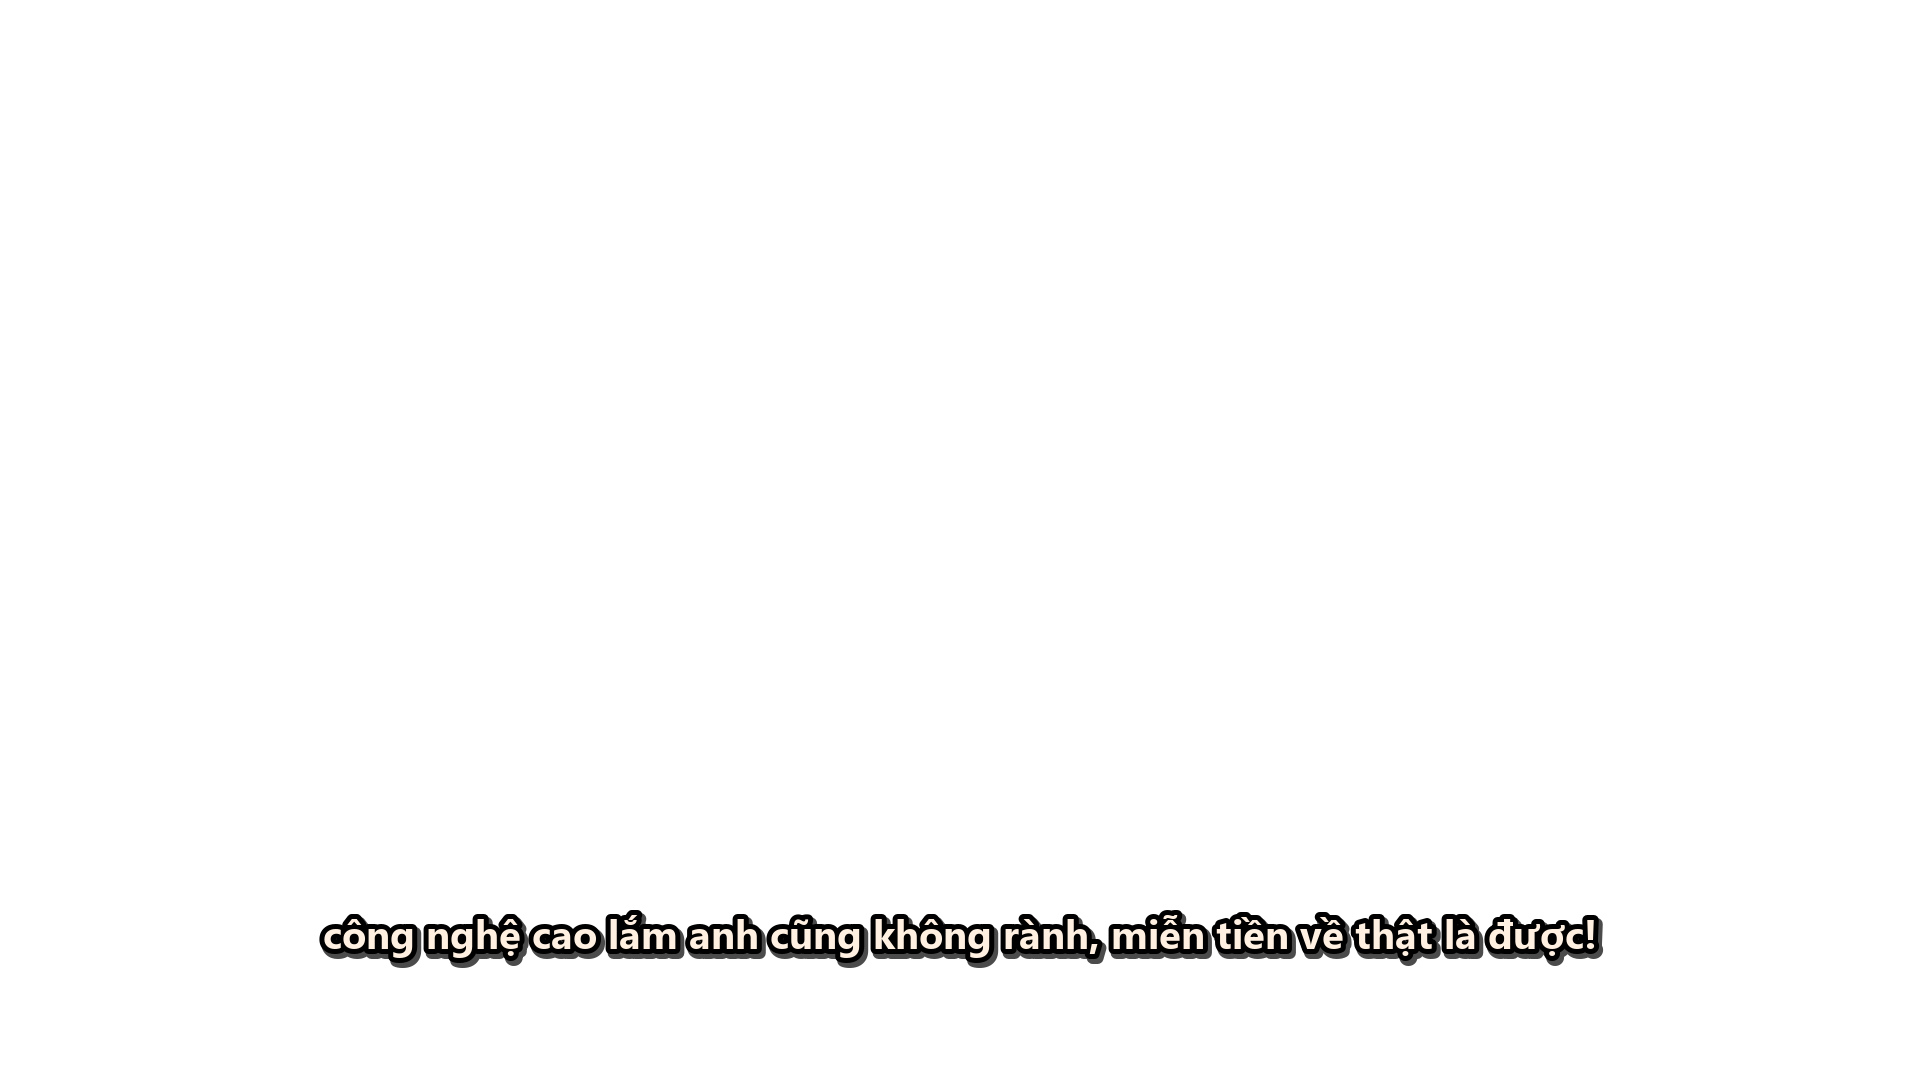 công nghệ cao lắm anh cũng không rành, miễn tiền về thật là được!